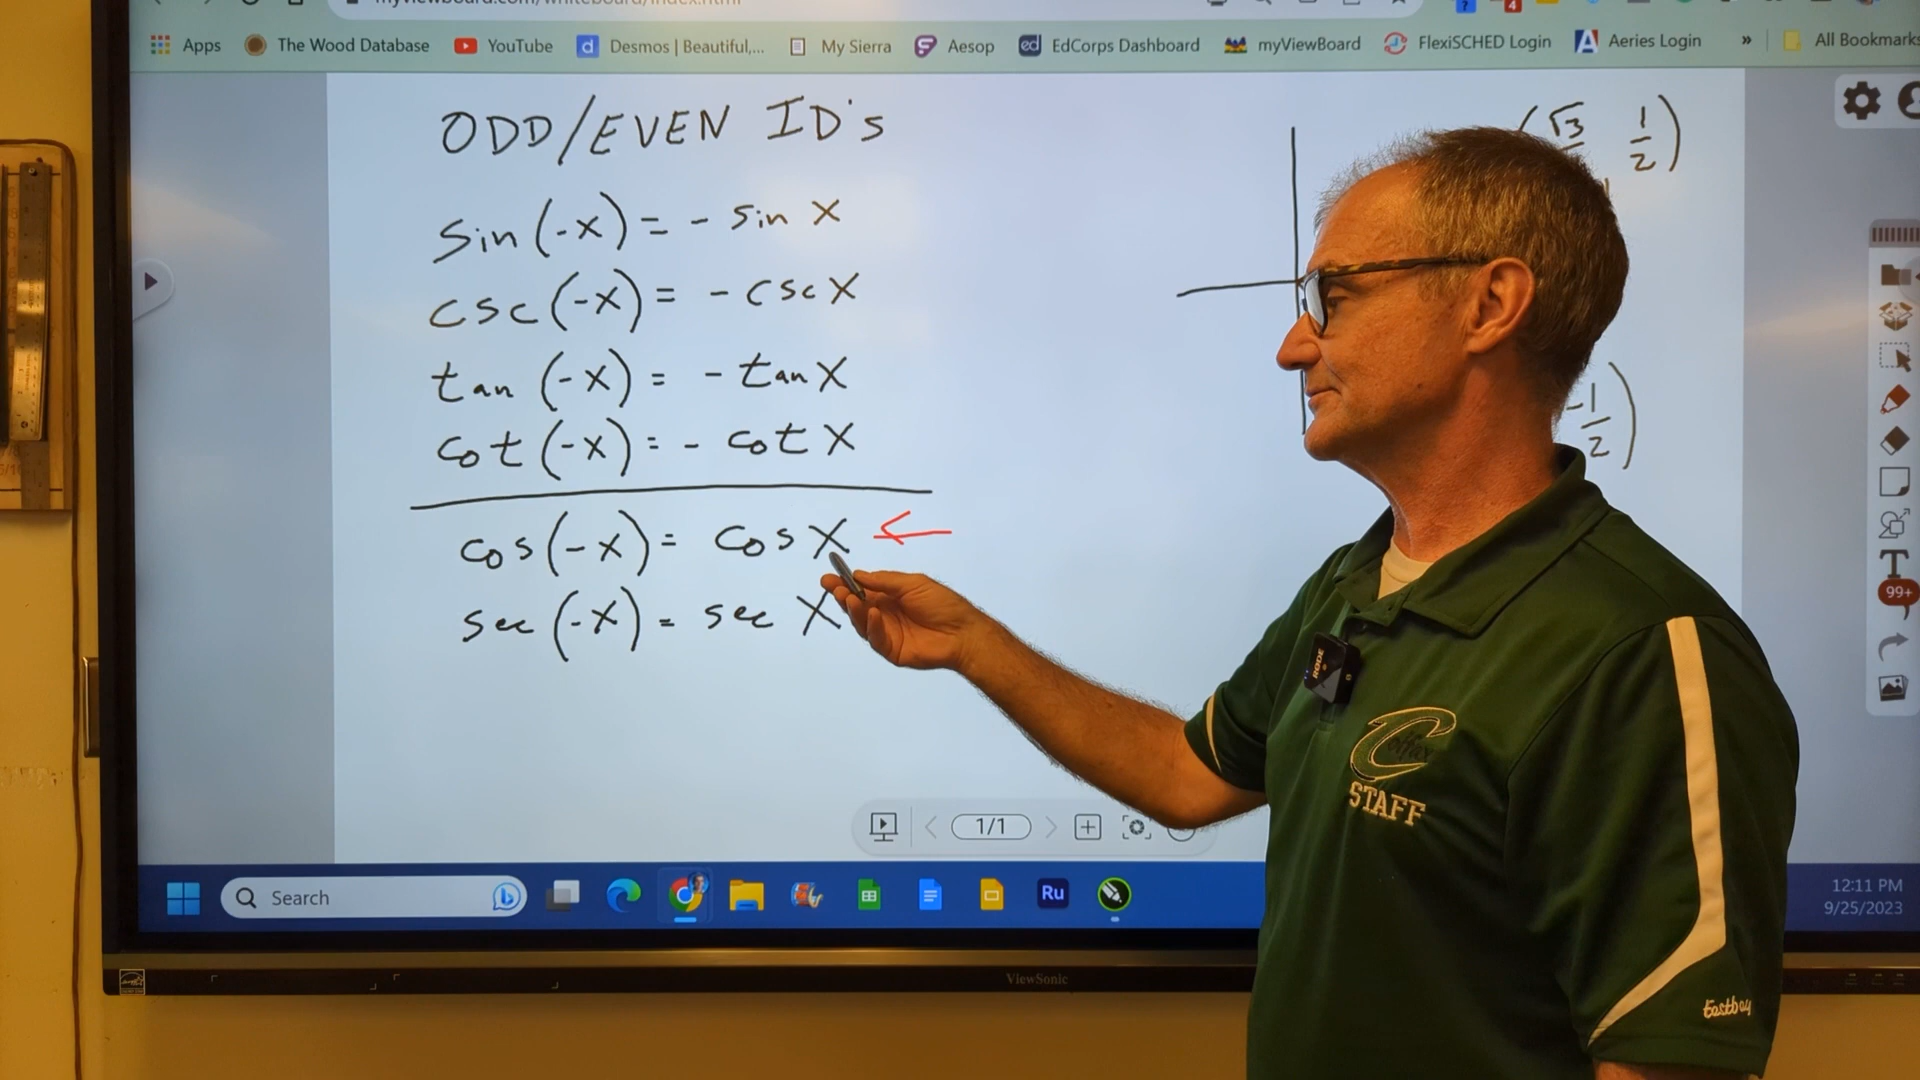 myviewboard.com/whiteboard/index.html
Apps The Wood Database YouTube Desmos | Beautiful,... My Sierra Aesop EdCorps Dashboard myViewBoard FlexiSCHED Login Aeries Login » All Bookmarks
ODD/EVEN ID's
sin(-x) = - sin x
csc(-x) = - csc x
tan(-x) = - tan x
cot(-x) = - cot x
cos(-x) = cos x ←
sec(-x) = sec x
(√3 1/2)
-1/2)
T
99+
1/1
Search
Ru
12:11 PM
9/25/2023
ViewSonic
RODE
Colfax
STAFF
Eastbay